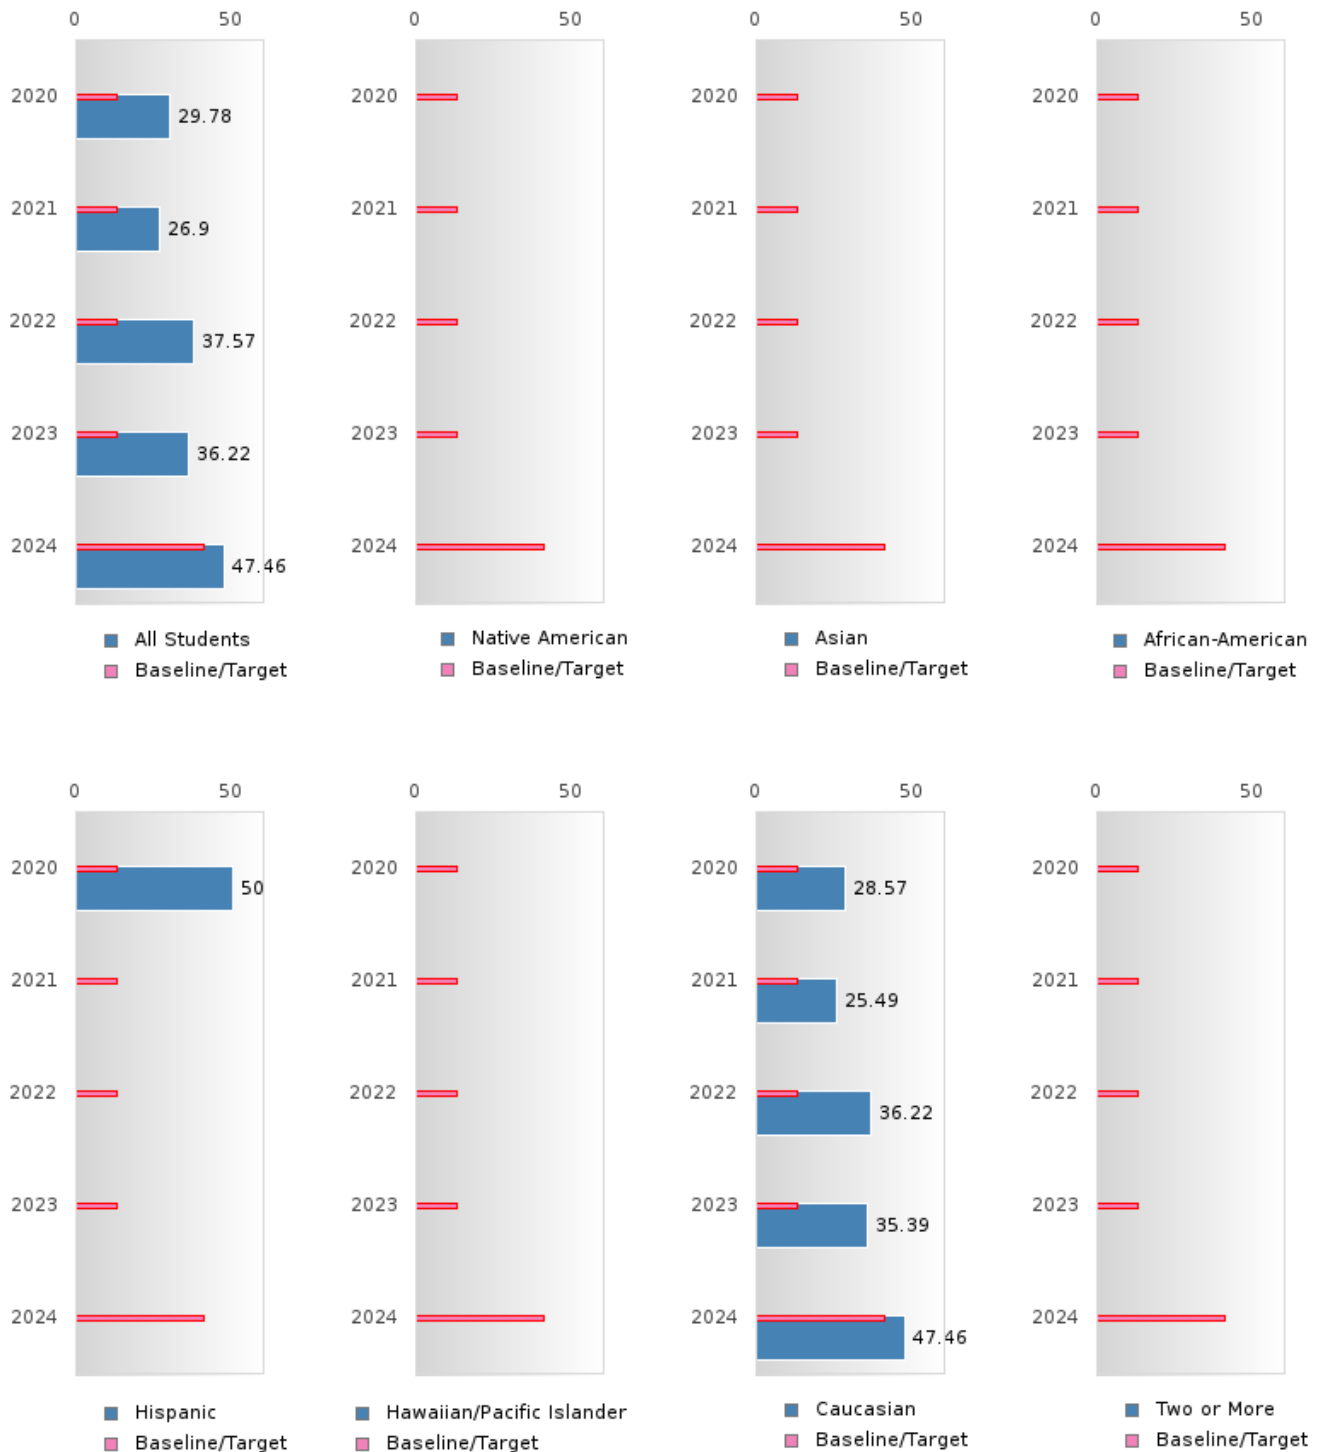 0 50 0 50 0 50 0 50
2020 29.78 2020 2020 2020
2021 26.9 2021 2021 2021
2022 37.57 2022 2022 2022
2023 36.22 2023 2023 2023
2024 47.46 2024 2024 2024
All Students Native American Asian African-American
Baseline/Target Baseline/Target Baseline/Target Baseline/Target
0 50 0 50 0 50 0 50
2020 50 2020 2020 28.57 2020
2021 2021 2021 25.49 2021
2022 2022 2022 36.22 2022
2023 2023 2023 35.39 2023
2024 2024 2024 47.46 2024
Hispanic Hawaiian/Pacific Islander Caucasian Two or More
Baseline/Target Baseline/Target Baseline/Target Baseline/Target